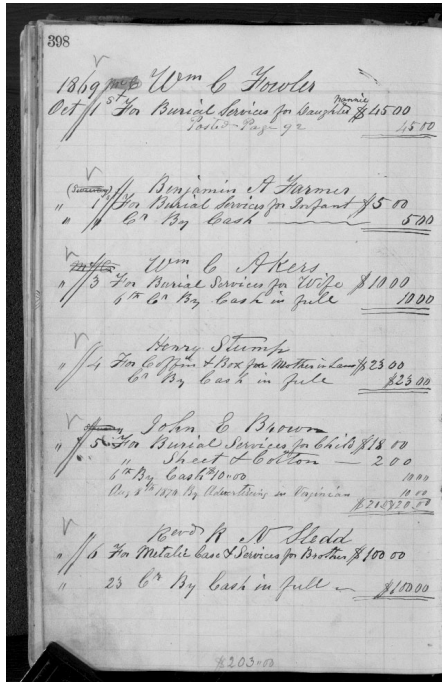 398
1869 Wm C Fowler
Oct 1st For Burial Services for Daughter Nannie $45 00
Posted - Page 92 45 00
Benjamin A Farmer
" 1 For Burial Services for Infant $5 00
" " Cr By Cash 5 00
Wm C Akers
" 3 For Burial Services for Wife $10 00
6th Cr By Cash in full 10 00
Henry Stump
" 4 For Coffin & Box for Mother in Law $23 00
Cr By Cash in full $23 00
John E Brown
" 5 For Burial Services for Child $18 00
" Sheet & Cotton — 2 00
6th By Cash $10 00 10 00
Aug 8th 1870 By Advertising in Virginian 10 00
$20.00
Revd R N Sledd
" 6 For Metalic Case & Services for Brother $100 00
" 23 Cr By Cash in full $100 00
$203.00